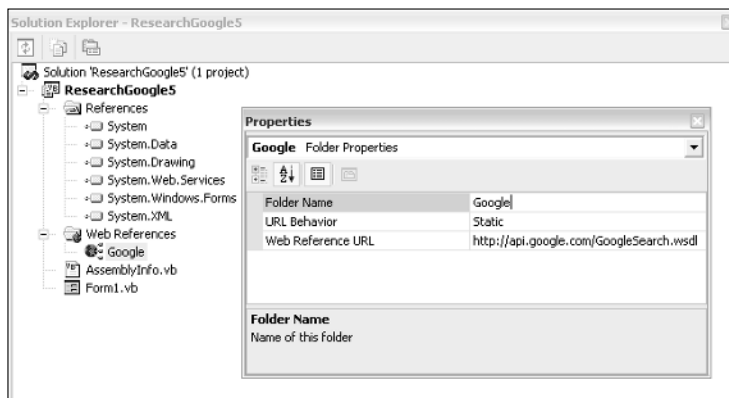 Solution Explorer - ResearchGoogle5
Solution 'ResearchGoogle5' (1 project)
ResearchGoogle5
References
System
System.Data
System.Drawing
System.Web.Services
System.Windows.Forms
System.XML
Web References
Google
AssemblyInfo.vb
Form1.vb
Properties
Google Folder Properties
Folder Name Google
URL Behavior Static
Web Reference URL http://api.google.com/GoogleSearch.wsdl
Folder Name
Name of this folder